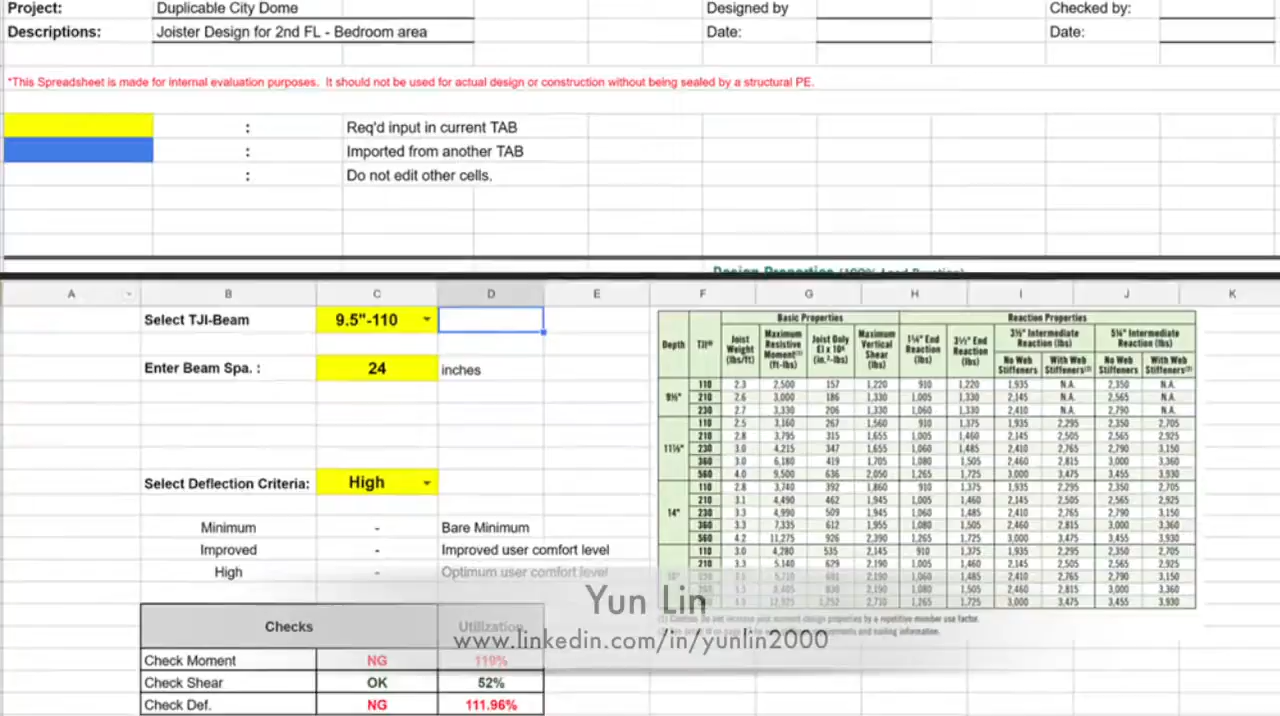 Project: Duplicable City Dome Designed by Checked by:
Descriptions: Joister Design for 2nd FL - Bedroom area Date: Date:
*This Spreadsheet is made for internal evaluation purposes. It should not be used for actual design or construction without being sealed by a structural PE.
: Req'd input in current TAB
: Imported from another TAB
: Do not edit other cells.
A B C D E F G H I J K
Select TJI-Beam 9.5"-110
Enter Beam Spa. : 24 inches
Select Deflection Criteria: High
Minimum - Bare Minimum
Improved - Improved user comfort level
High - Optimum user comfort level
Checks Utilization
Check Moment NG 119%
Check Shear OK 52%
Check Def. NG 111.96%
Basic Properties Reaction Properties
Depth TJI® Joist Weight (lbs/ft) Maximum Resistive Moment(1) (ft-lbs) Joist Only EI x 10⁶ (in.²-lbs) Maximum Vertical Shear (lbs) 1¾" End Reaction (lbs) 3½" End Reaction (lbs) 3½" Intermediate Reaction (lbs) 5¼" Intermediate Reaction (lbs)
No Web Stiffeners With Web Stiffeners(2) No Web Stiffeners With Web Stiffeners(2)
9½" 110 2.3 2,500 157 1,220 910 1,220 1,935 N.A. 2,350 N.A.
210 2.6 3,000 186 1,330 1,005 1,330 2,145 N.A. 2,565 N.A.
230 2.7 3,330 206 1,330 1,060 1,330 2,410 N.A. 2,790 N.A.
11⅞" 110 2.5 3,160 267 1,560 910 1,375 1,935 2,295 2,350 2,705
210 2.8 3,795 315 1,655 1,005 1,460 2,145 2,505 2,565 2,925
230 3.0 4,215 347 1,655 1,060 1,485 2,410 2,765 2,790 3,150
360 3.0 6,180 419 1,705 1,080 1,505 2,460 2,815 3,000 3,360
560 4.0 9,500 636 2,050 1,265 1,725 3,000 3,475 3,455 3,930
14" 110 2.8 3,740 392 1,860 910 1,375 1,935 2,295 2,350 2,705
210 3.1 4,490 462 1,945 1,005 1,460 2,145 2,505 2,565 2,925
230 3.3 4,990 509 1,945 1,060 1,485 2,410 2,765 2,790 3,150
360 3.3 7,335 612 1,955 1,080 1,505 2,460 2,815 3,000 3,360
560 4.2 11,275 926 2,390 1,265 1,725 3,000 3,475 3,455 3,930
110 3.0 4,280 535 2,145 910 1,375 1,935 2,295 2,350 2,705
210 3.3 5,140 629 2,190 1,005 1,460 2,145 2,505 2,565 2,925
2,190 1,060 1,485 2,410 2,765 2,790 3,150
2,190 1,080 1,505 2,460 2,815 3,000 3,360
2,710 1,265 1,725 3,000 3,475 3,455 3,930
Yun Lin
www.linkedin.com/in/yunlin2000